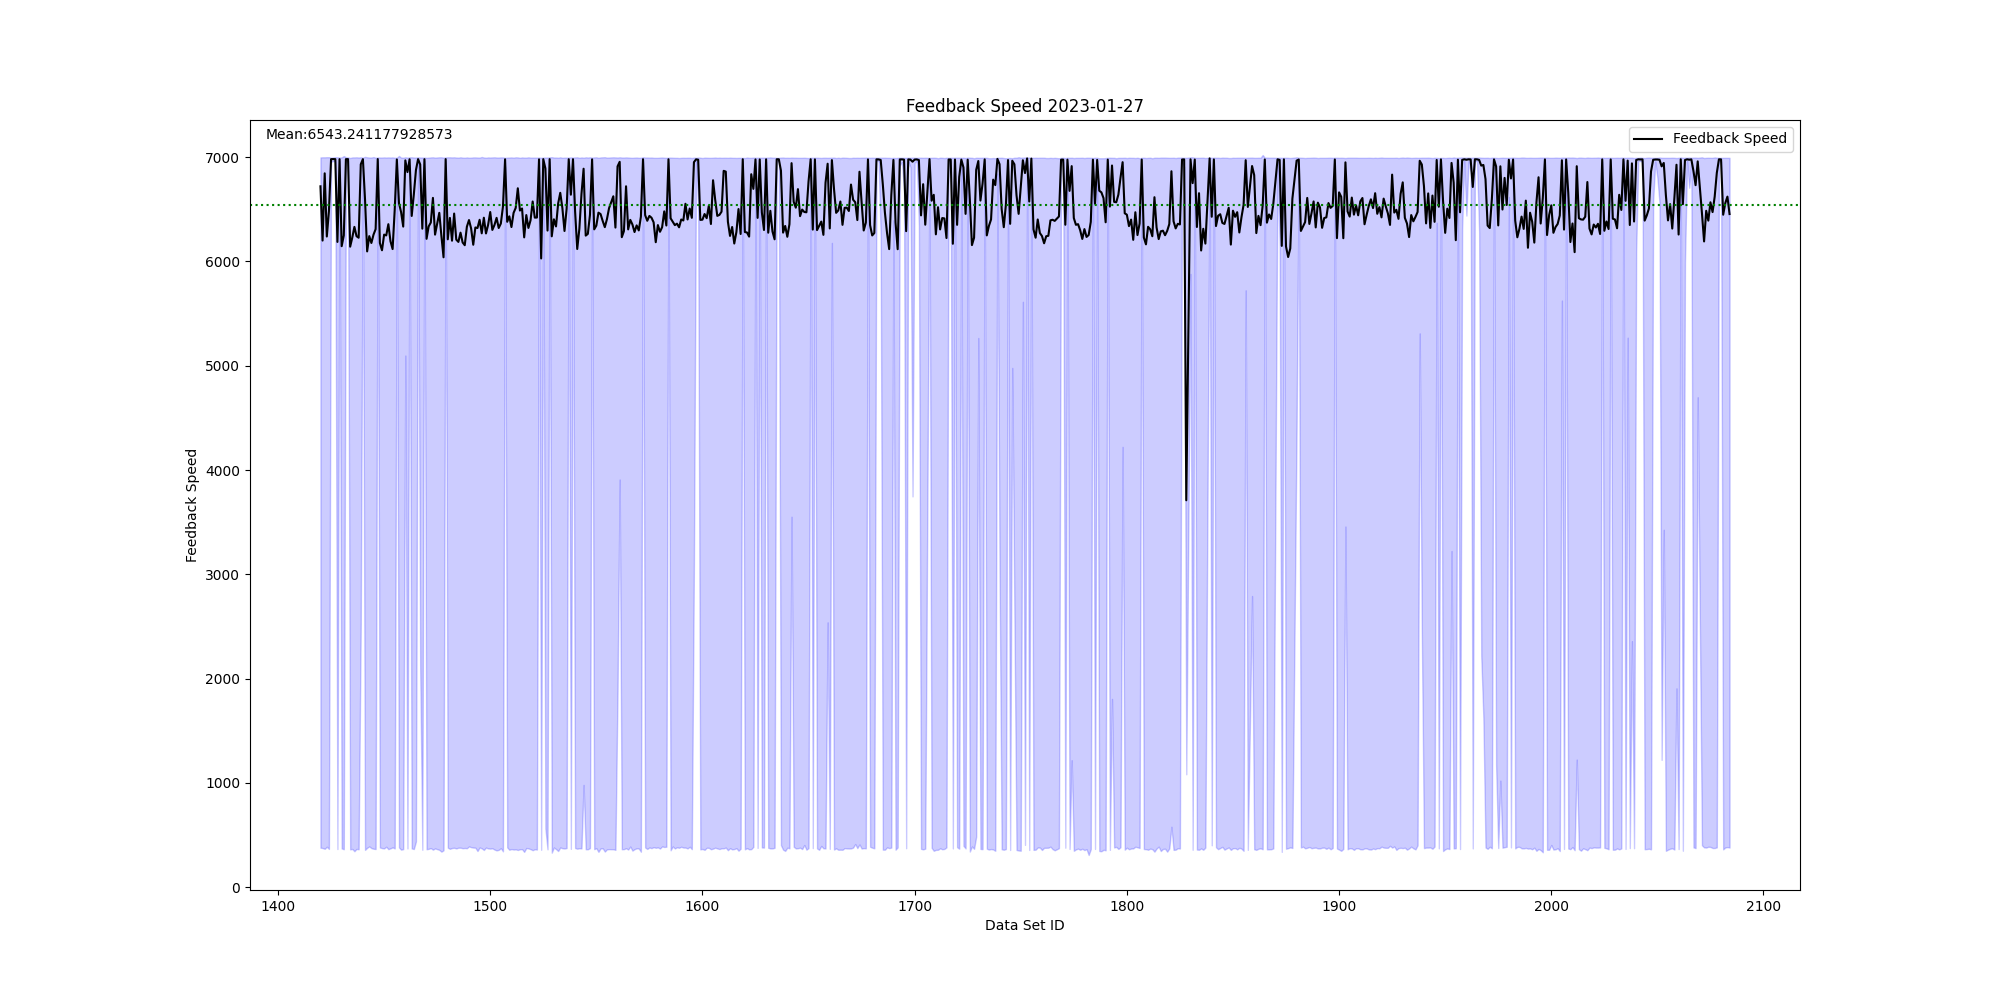 Feedback Speed 2023-01-27
Mean:6543.241177928573
Feedback Speed
7000
6000
5000
4000
3000
2000
1000
0
Feedback Speed
1400 1500 1600 1700 1800 1900 2000 2100
Data Set ID